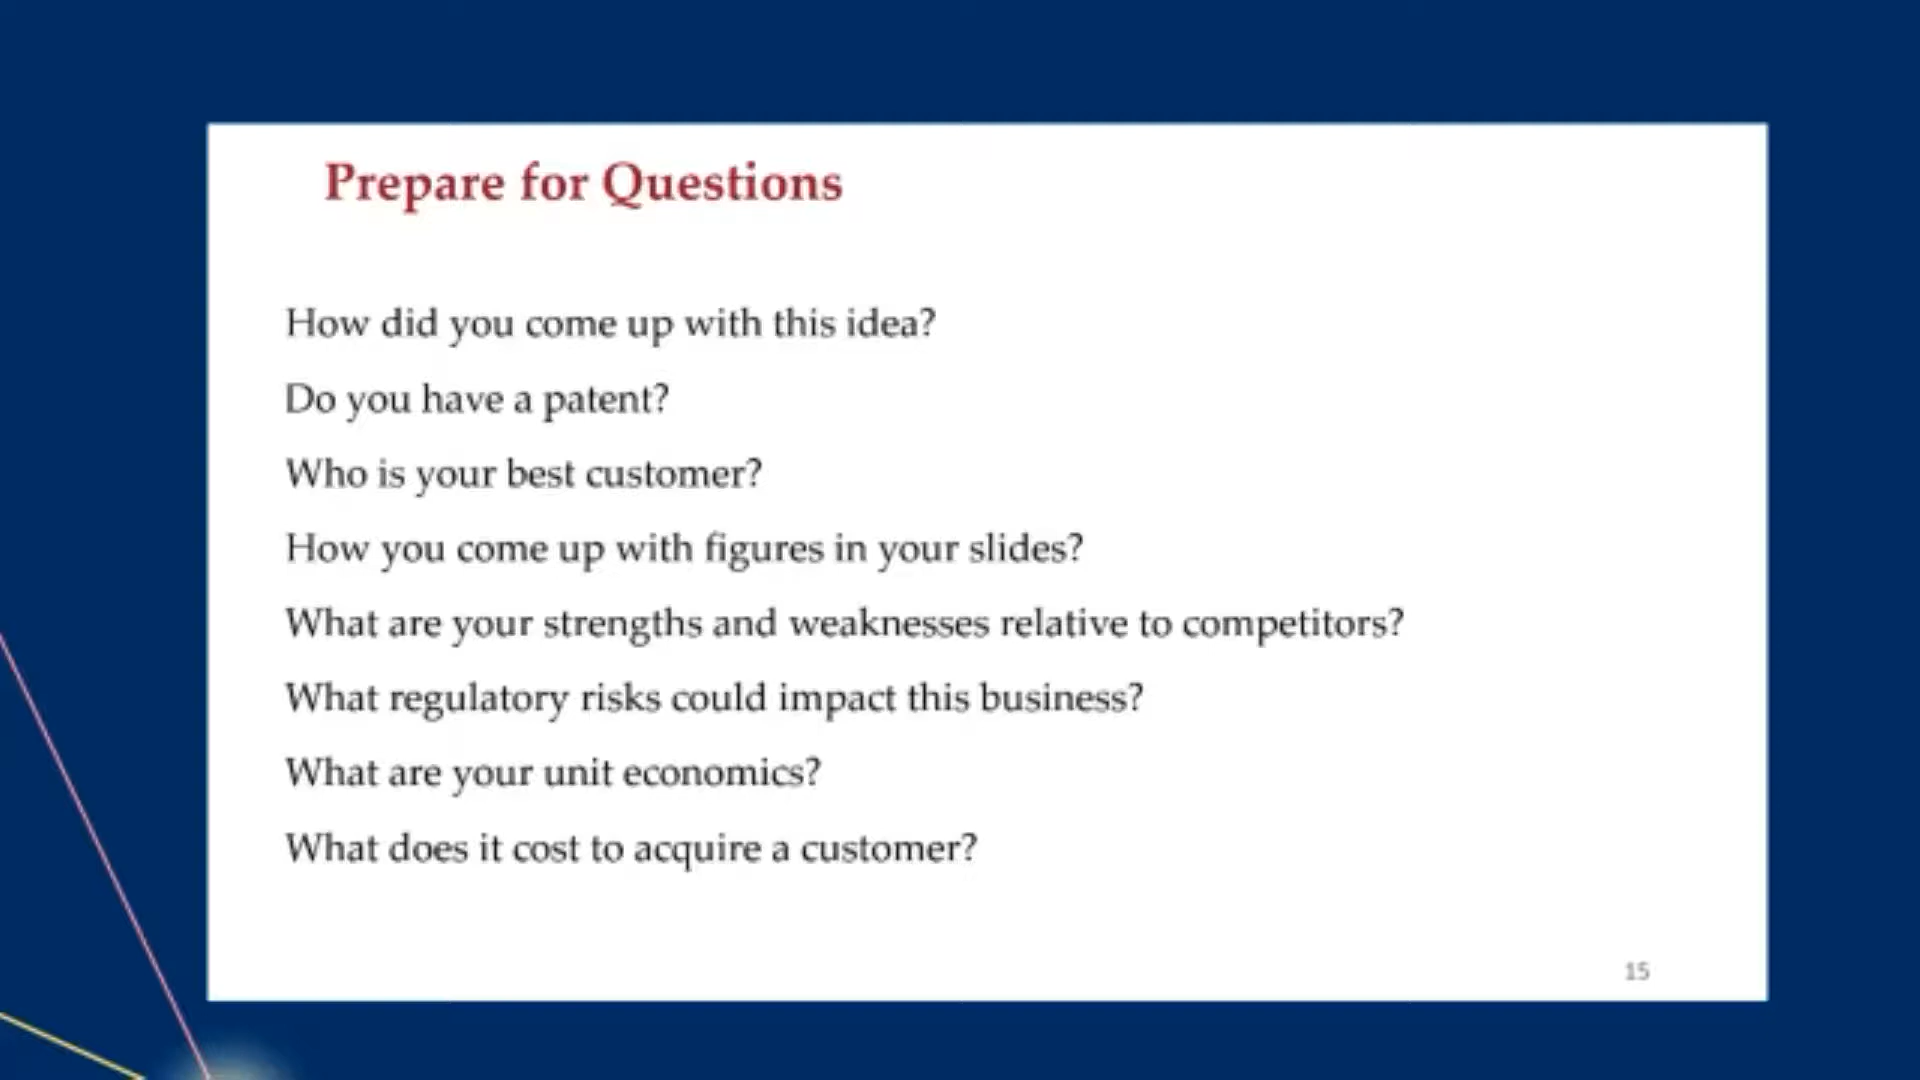 Prepare for Questions
How did you come up with this idea?
Do you have a patent?
Who is your best customer?
How you come up with figures in your slides?
What are your strengths and weaknesses relative to competitors?
What regulatory risks could impact this business?
What are your unit economics?
What does it cost to acquire a customer?
15